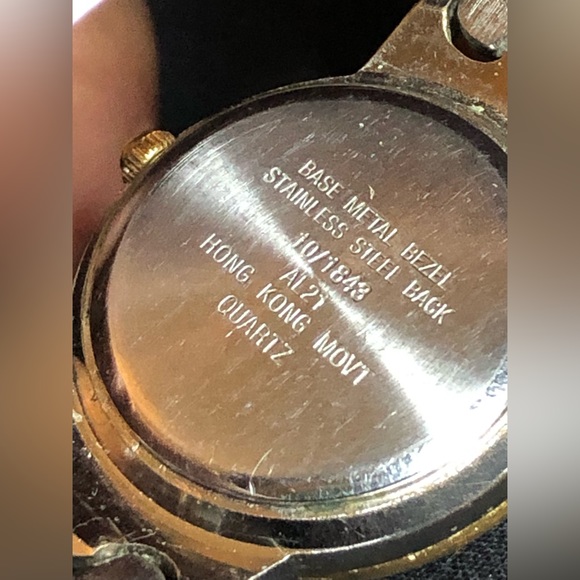 BASE METAL BEZEL
STAINLESS STEEL BACK
10/1843
AL21
HONG KONG MOVT
QUARTZ